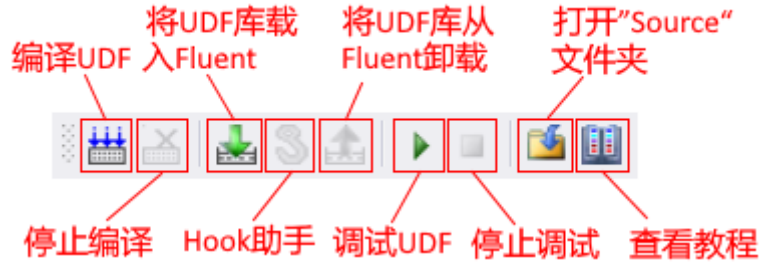 编译UDF
将UDF库载
入Fluent
将UDF库从
Fluent卸载
打开”Source“
文件夹
停止编译
Hook助手
调试UDF
停止调试
查看教程